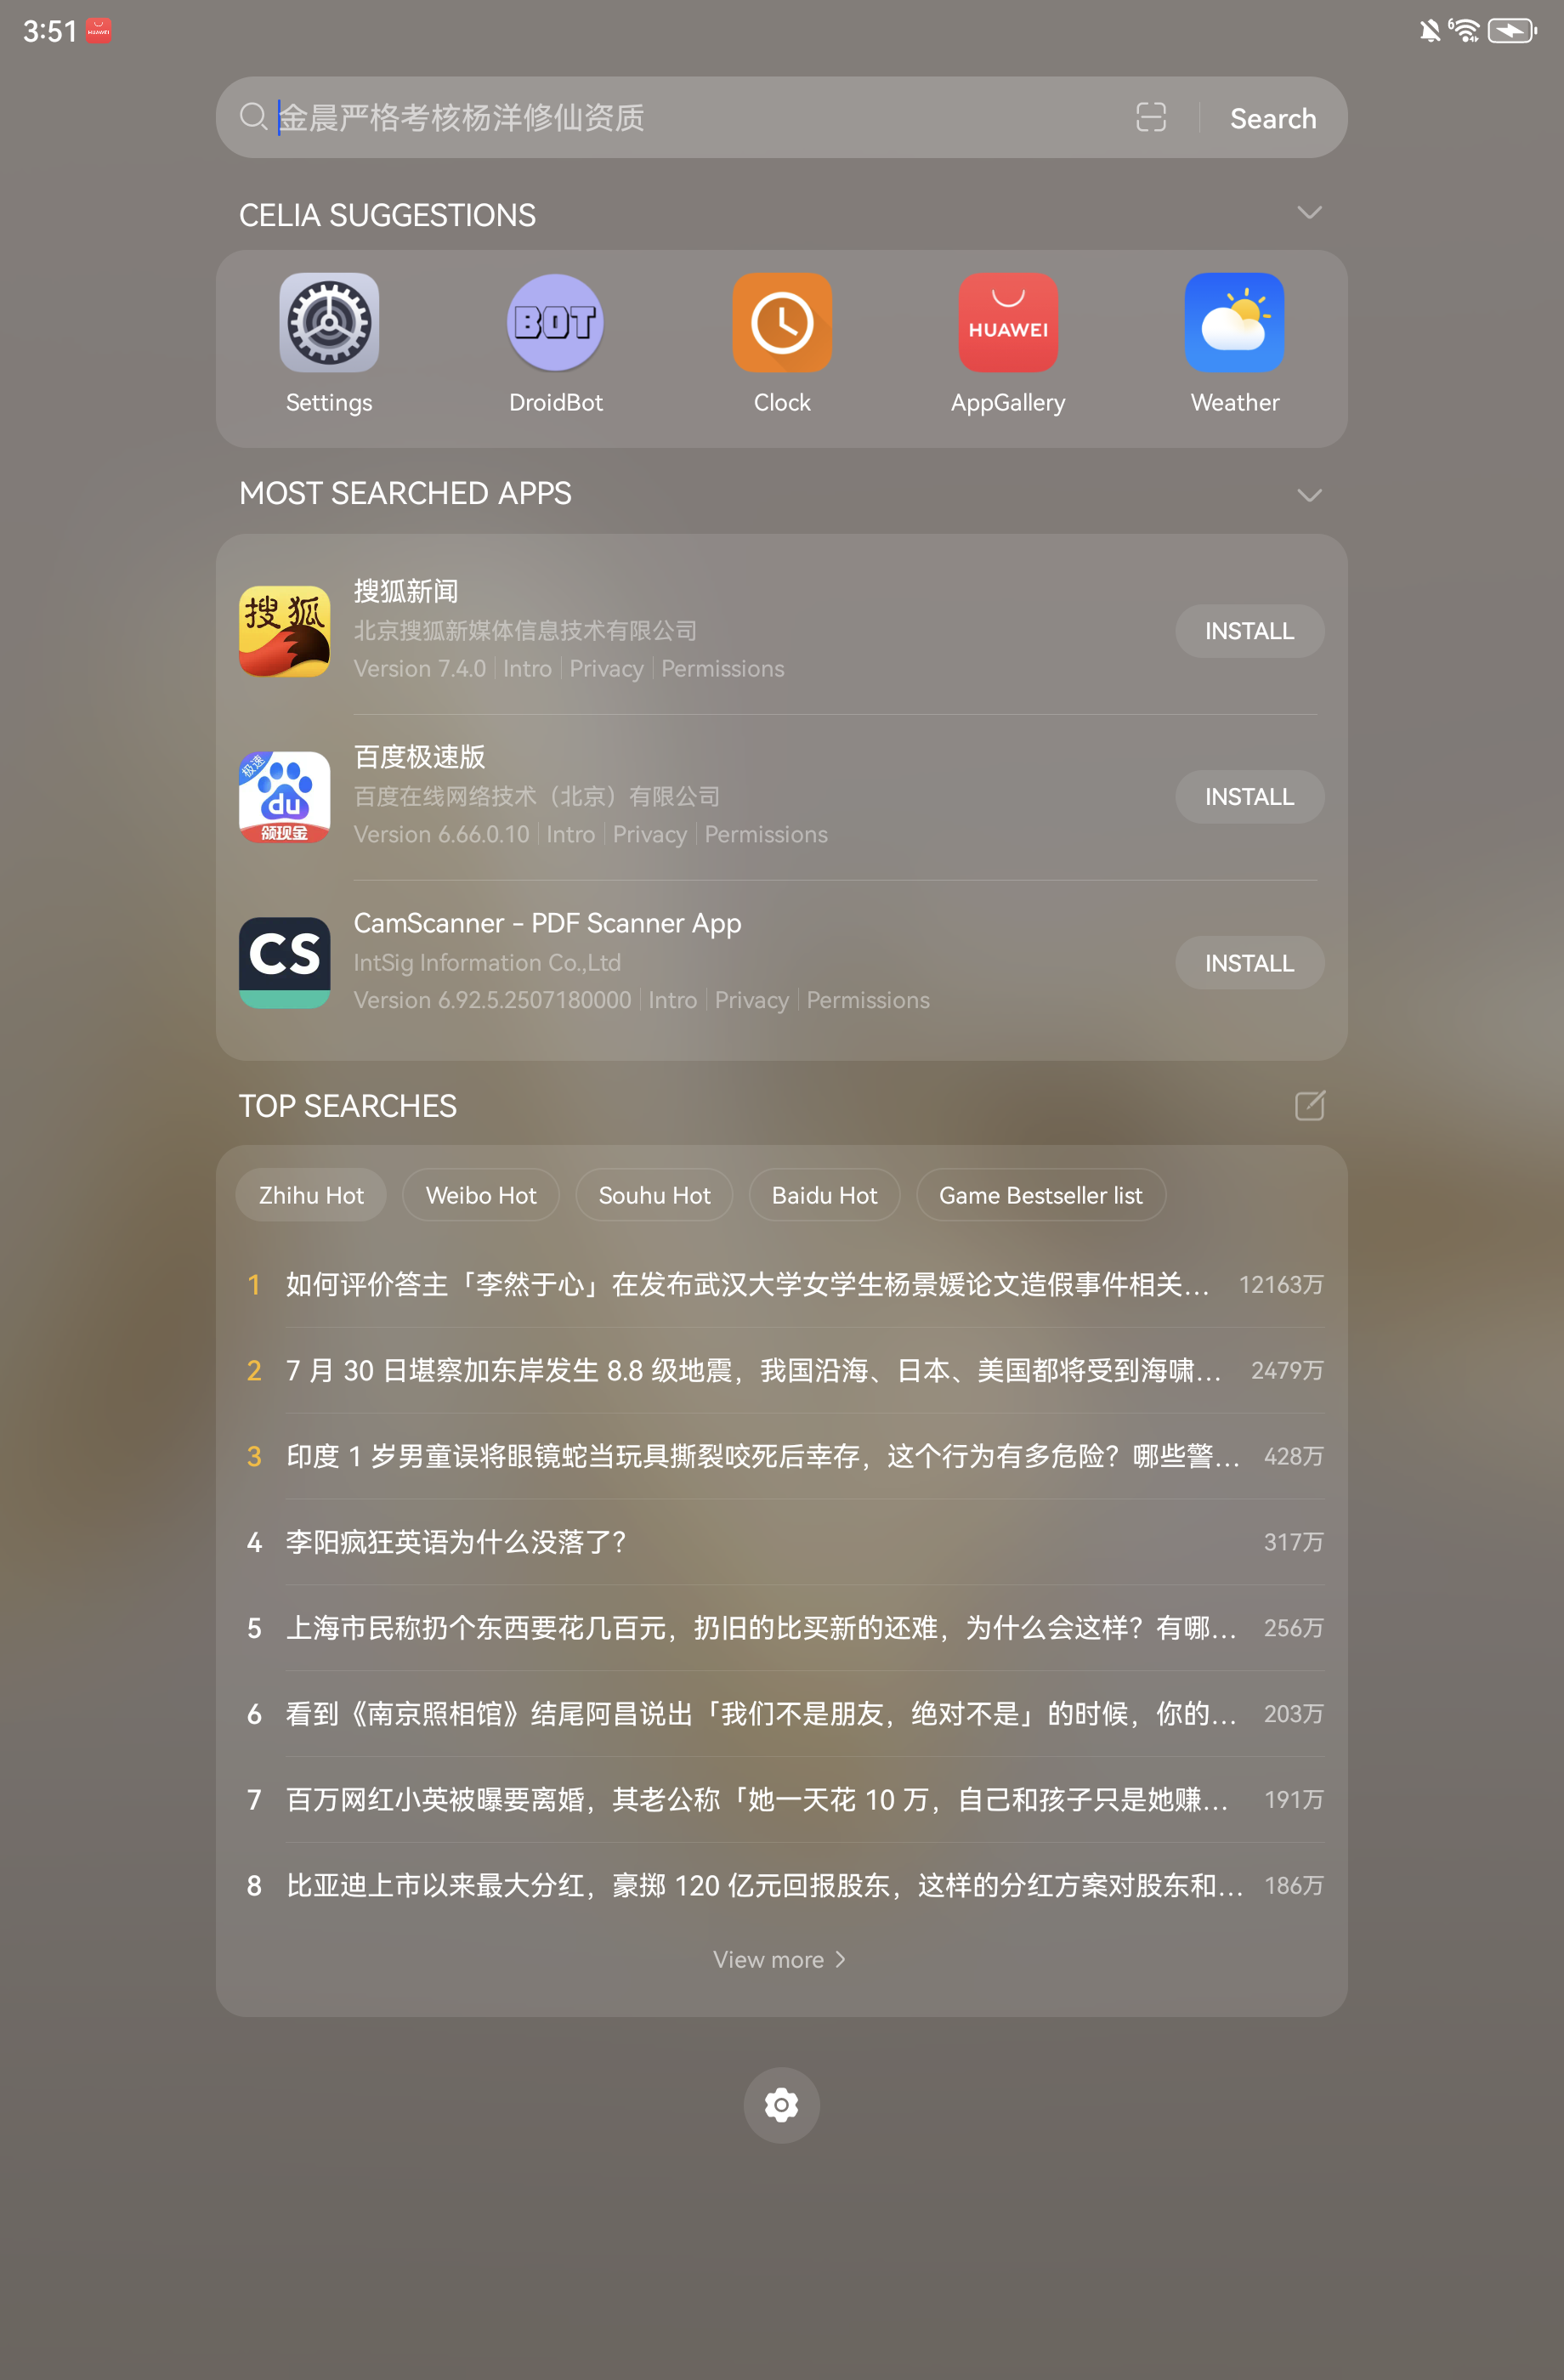 3:51
金晨严格考核杨洋修仙资质
Search
CELIA SUGGESTIONS
BOT
HUAWEI
Settings
DroidBot
Clock
AppGallery
Weather
MOST SEARCHED APPS
搜狐
搜狐新闻
北京搜狐新媒体信息技术有限公司
Version 7.4.0 | Intro | Privacy | Permissions
INSTALL
极速
du
领现金
百度极速版
百度在线网络技术（北京）有限公司
Version 6.66.0.10 | Intro | Privacy | Permissions
INSTALL
CS
CamScanner - PDF Scanner App
IntSig Information Co.,Ltd
Version 6.92.5.2507180000 | Intro | Privacy | Permissions
INSTALL
TOP SEARCHES
Zhihu Hot
Weibo Hot
Souhu Hot
Baidu Hot
Game Bestseller list
1 如何评价答主「李然于心」在发布武汉大学女学生杨景媛论文造假事件相关... 12163万
2 7 月 30 日堪察加东岸发生 8.8 级地震，我国沿海、日本、美国都将受到海啸... 2479万
3 印度 1 岁男童误将眼镜蛇当玩具撕裂咬死后幸存，这个行为有多危险？哪些警... 428万
4 李阳疯狂英语为什么没落了？ 317万
5 上海市民称扔个东西要花几百元，扔旧的比买新的还难，为什么会这样？有哪... 256万
6 看到《南京照相馆》结尾阿昌说出「我们不是朋友，绝对不是」的时候，你的... 203万
7 百万网红小英被曝要离婚，其老公称「她一天花 10 万，自己和孩子只是她赚... 191万
8 比亚迪上市以来最大分红，豪掷 120 亿元回报股东，这样的分红方案对股东和... 186万
View more